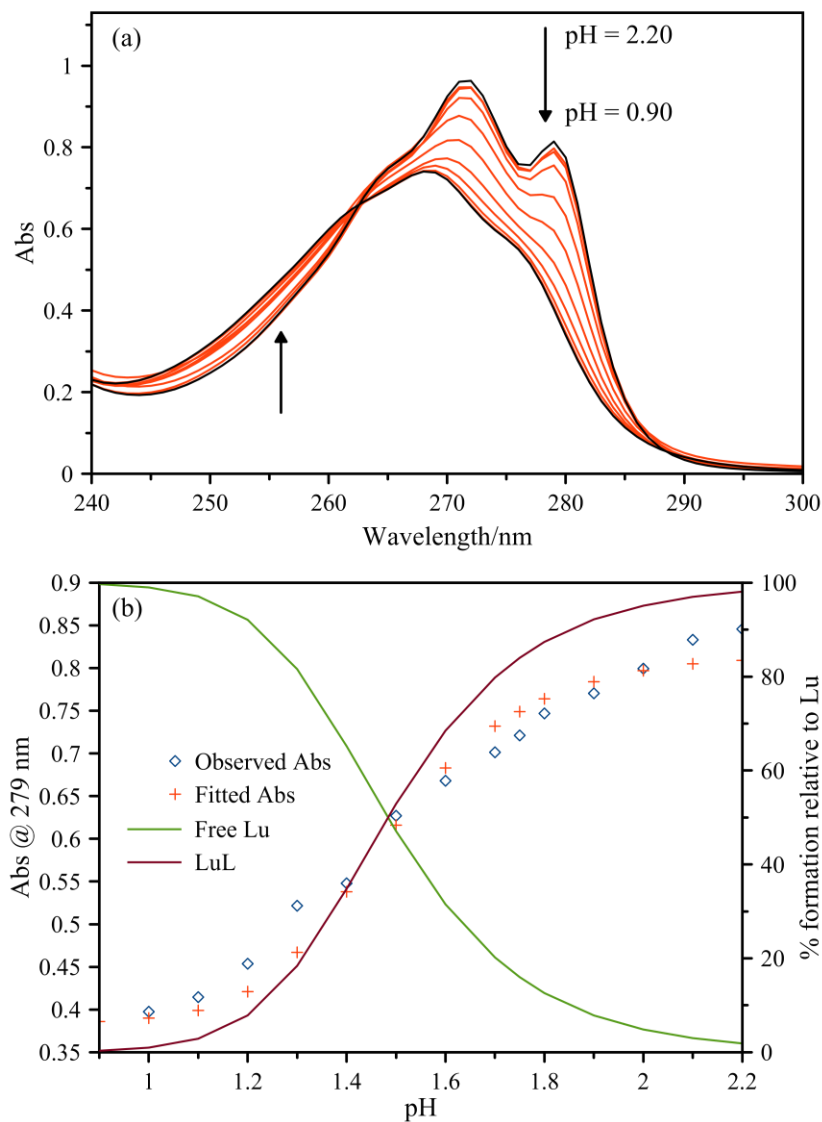 (a)
pH = 2.20
pH = 0.90
1
0.8
0.6
0.4
0.2
0
Abs
240
250
260
270
280
290
300
Wavelength/nm
(b)
0.9
0.85
0.8
0.75
0.7
0.65
0.6
0.55
0.5
0.45
0.4
0.35
Abs @ 279 nm
Observed Abs
Fitted Abs
Free Lu
LuL
100
80
60
40
20
0
% formation relative to Lu
1
1.2
1.4
1.6
1.8
2
2.2
pH